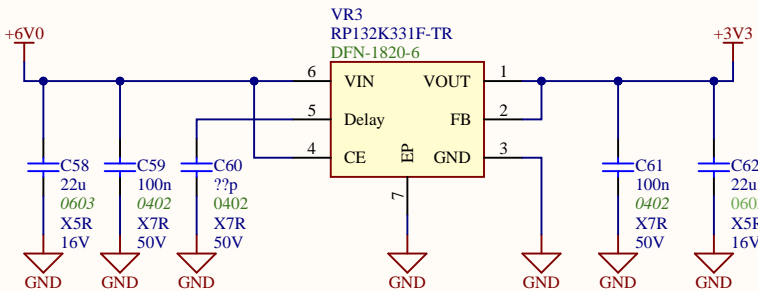 VR3
RP132K331F-TR
DFN-1820-6
+6V0
+3V3
6 VIN VOUT 1
5 Delay FB 2
4 CE EP GND 3
7
C58
22u
0603
X5R
16V
C59
100n
0402
X7R
50V
C60
??p
0402
X7R
50V
C61
100n
0402
X7R
50V
C62
22u
060
X5R
16V
GND GND GND GND GND GND GND